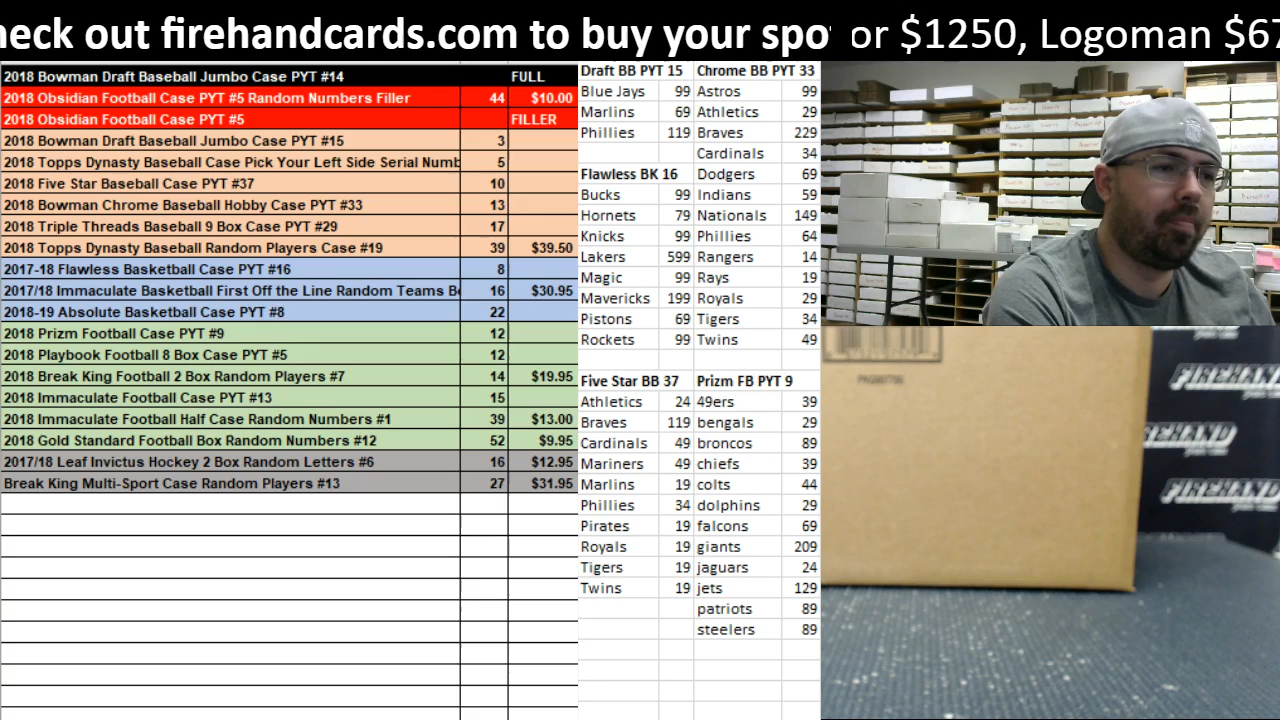 heck out firehandcards.com to buy your spo or $1250, Logoman $67
2018 Bowman Draft Baseball Jumbo Case PYT #14 FULL
2018 Obsidian Football Case PYT #5 Random Numbers Filler 44 $10.00
2018 Obsidian Football Case PYT #5 FILLER
2018 Bowman Draft Baseball Jumbo Case PYT #15 3
2018 Topps Dynasty Baseball Case Pick Your Left Side Serial Numb 5
2018 Five Star Baseball Case PYT #37 10
2018 Bowman Chrome Baseball Hobby Case PYT #33 13
2018 Triple Threads Baseball 9 Box Case PYT #29 17
2018 Topps Dynasty Baseball Random Players Case #19 39 $39.50
2017-18 Flawless Basketball Case PYT #16 8
2017/18 Immaculate Basketball First Off the Line Random Teams Bo 16 $30.95
2018-19 Absolute Basketball Case PYT #8 22
2018 Prizm Football Case PYT #9 12
2018 Playbook Football 8 Box Case PYT #5 12
2018 Break King Football 2 Box Random Players #7 14 $19.95
2018 Immaculate Football Case PYT #13 15
2018 Immaculate Football Half Case Random Numbers #1 39 $13.00
2018 Gold Standard Football Box Random Numbers #12 52 $9.95
2017/18 Leaf Invictus Hockey 2 Box Random Letters #6 16 $12.95
Break King Multi-Sport Case Random Players #13 27 $31.95
Draft BB PYT 15
Blue Jays 99
Marlins 69
Phillies 119
Flawless BK 16
Bucks 99
Hornets 79
Knicks 99
Lakers 599
Magic 99
Mavericks 199
Pistons 69
Rockets 99
Five Star BB 37
Athletics 24
Braves 119
Cardinals 49
Mariners 49
Marlins 19
Phillies 34
Pirates 19
Royals 19
Tigers 19
Twins 19
Chrome BB PYT 33
Astros 99
Athletics 29
Braves 229
Cardinals 34
Dodgers 69
Indians 59
Nationals 149
Phillies 64
Rangers 14
Rays 19
Royals 29
Tigers 34
Twins 49
Prizm FB PYT 9
49ers 39
bengals 29
broncos 89
chiefs 39
colts 44
dolphins 29
falcons 69
giants 209
jaguars 24
jets 129
patriots 89
steelers 89
FIREHAND
FIREHAND
FIREHAND